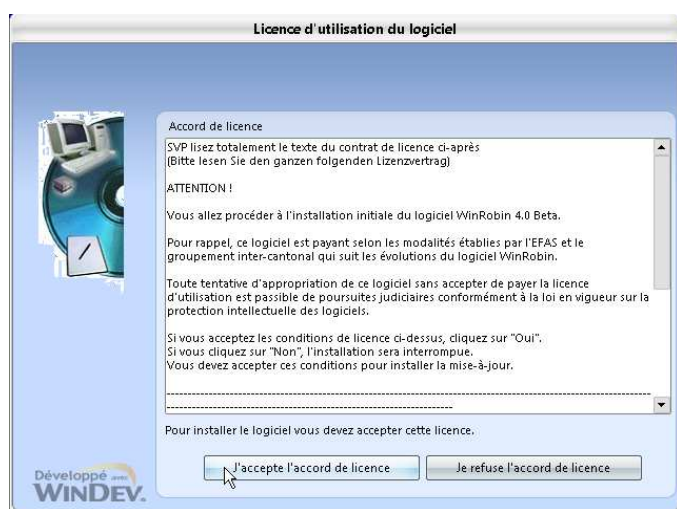 Licence d'utilisation du logiciel
Accord de licence
SVP lisez totalement le texte du contrat de licence ci-après
(Bitte lesen Sie den ganzen folgenden Lizenzvertrag)
ATTENTION !
Vous allez procéder à l'installation initiale du logiciel WinRobin 4.0 Beta.
Pour rappel, ce logiciel est payant selon les modalités établies par l'EFAS et le
groupement inter-cantonal qui suit les évolutions du logiciel WinRobin.
Toute tentative d'appropriation de ce logiciel sans accepter de payer la licence
d'utilisation est passible de poursuites judiciaires conformément à la loi en vigueur sur la
protection intellectuelle des logiciels.
Si vous acceptez les conditions de licence ci-dessus, cliquez sur "Oui".
Si vous cliquez sur "Non", l'installation sera interrompue.
Vous devez accepter ces conditions pour installer la mise-à-jour.
Pour installer le logiciel vous devez accepter cette licence.
J'accepte l'accord de licence
Je refuse l'accord de licence
Développé avec
WINDEV.